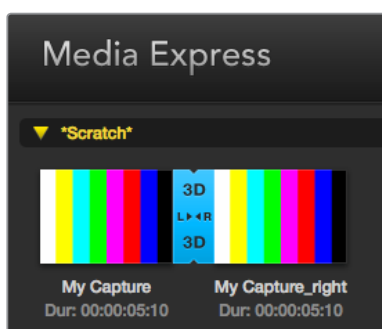 Media Express
*Scratch*
3D
L R
3D
My Capture
My Capture_right
Dur: 00:00:05:10
Dur: 00:00:05:10